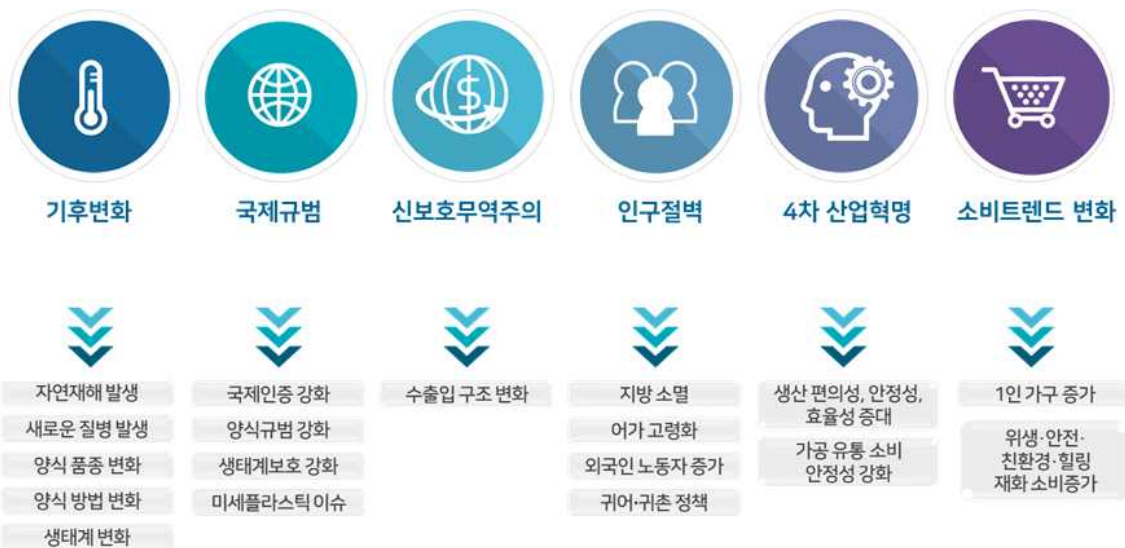 기후변화
국제규범
신보호무역주의
인구절벽
4차 산업혁명
소비트렌드 변화
자연재해 발생
새로운 질병 발생
양식 품종 변화
양식 방법 변화
생태계 변화
국제인증 강화
양식규범 강화
생태계보호 강화
미세플라스틱 이슈
수출입 구조 변화
지방 소멸
어가 고령화
외국인 노동자 증가
귀어·귀촌 정책
생산 편의성, 안정성,
효율성 증대
가공 유통 소비
안정성 강화
1인 가구 증가
위생·안전·
친환경·힐링
재화 소비증가